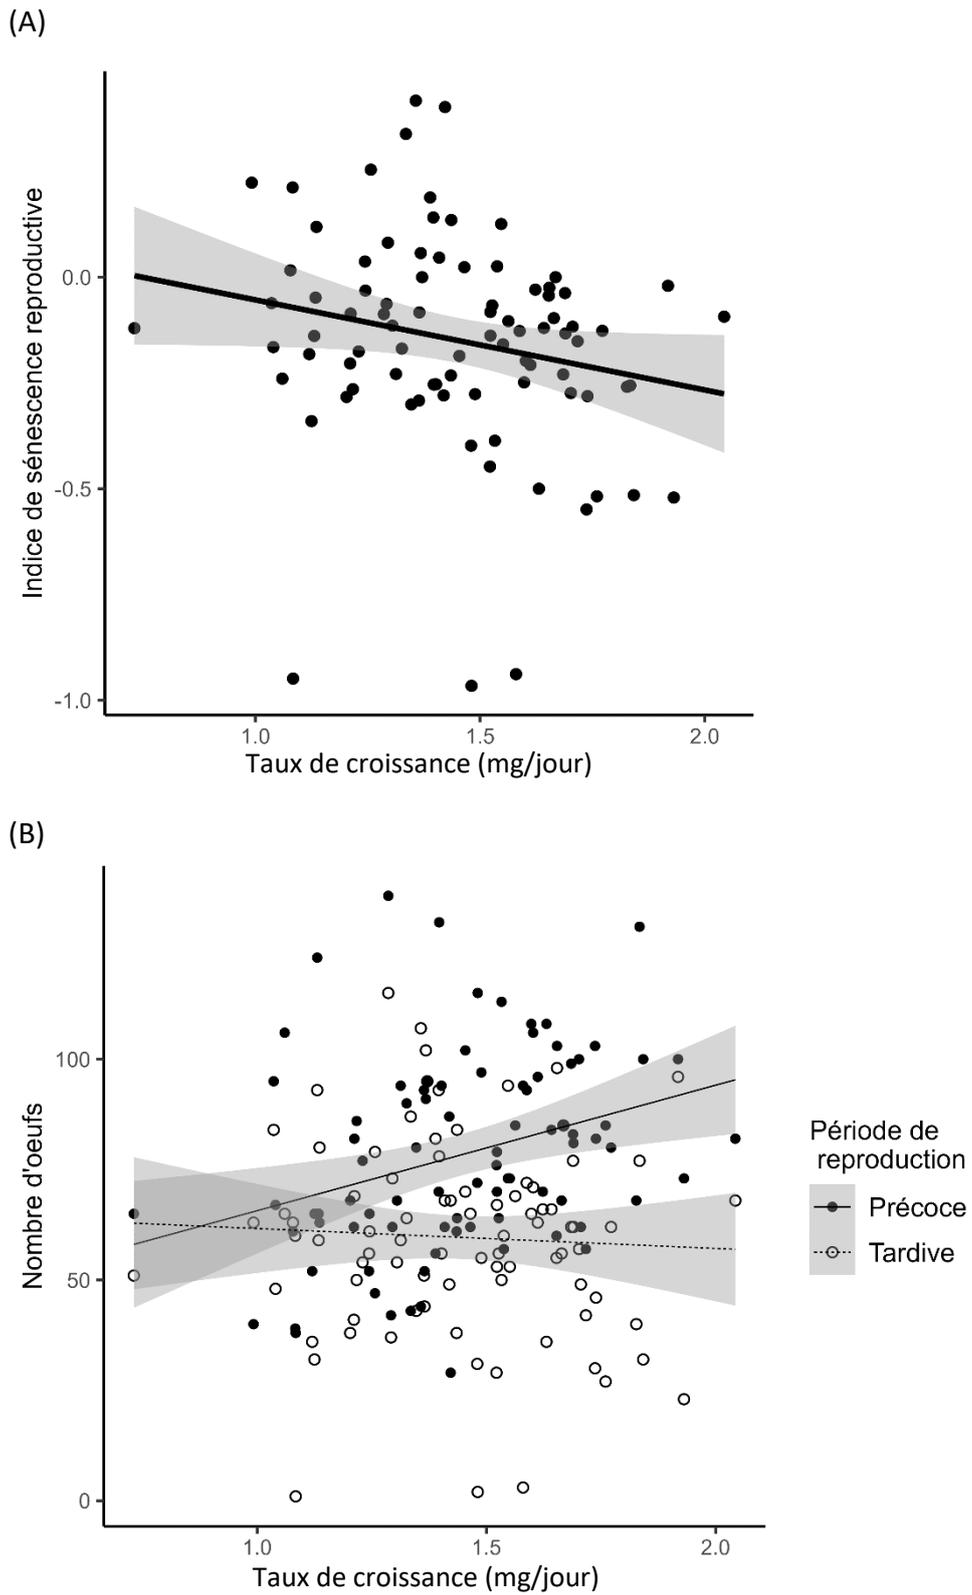 (A)
Indice de sénescence reproductive
0.0
-0.5
-1.0
1.0 1.5 2.0
Taux de croissance (mg/jour)
(B)
Nombre d'oeufs
100
50
0
1.0 1.5 2.0
Taux de croissance (mg/jour)
Période de
reproduction
Précoce
Tardive